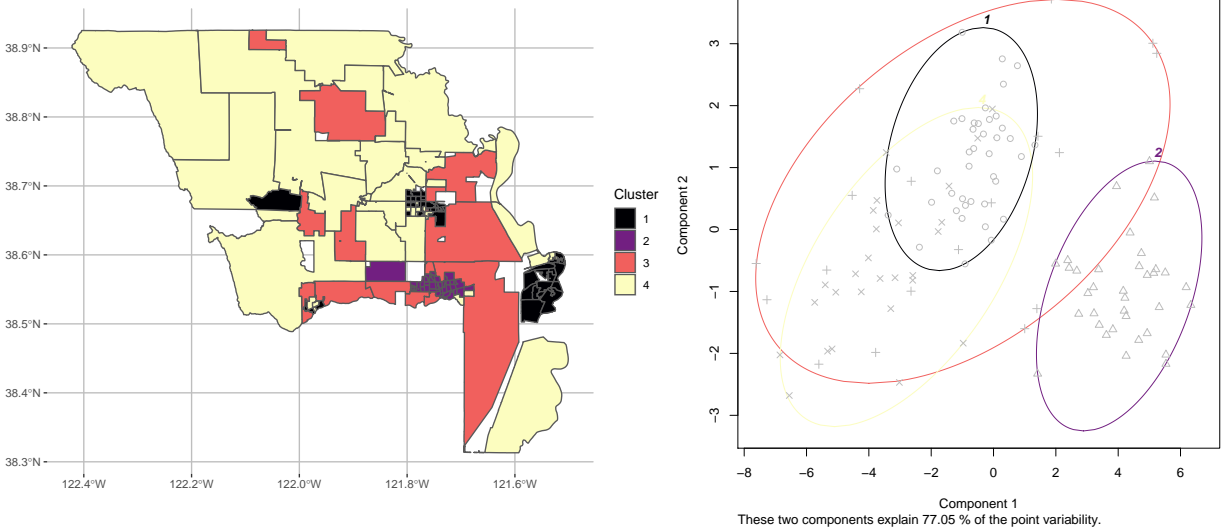 38.9°N
38.8°N
38.7°N
38.6°N
38.5°N
38.4°N
38.3°N
122.4°W
122.2°W
122.0°W
121.8°W
121.6°W
Cluster
1
2
3
4
Component 2
3
2
1
0
−1
−2
−3
1
2
−8
−6
−4
−2
0
2
4
6
Component 1
These two components explain 77.05 % of the point variability.